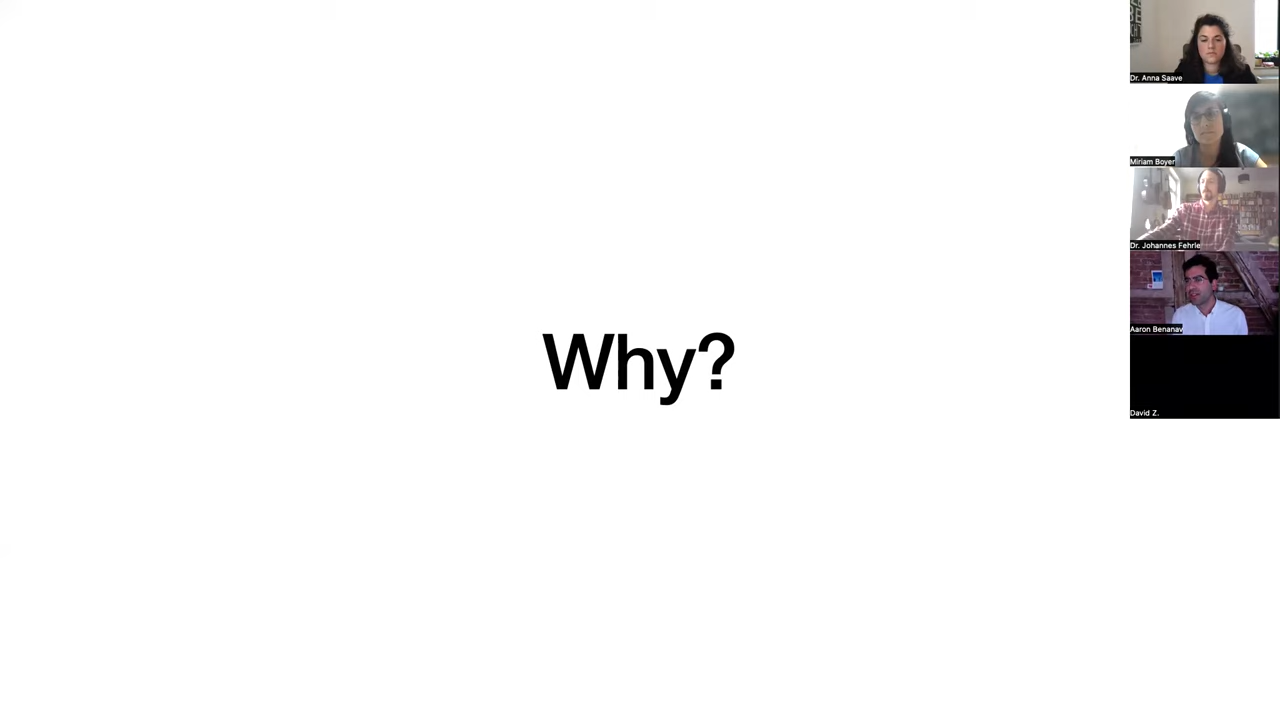 Why?
Dr. Anna Saave
Miriam Boyer
Dr. Johannes Fehrle
Aaron Benanav
David Z.